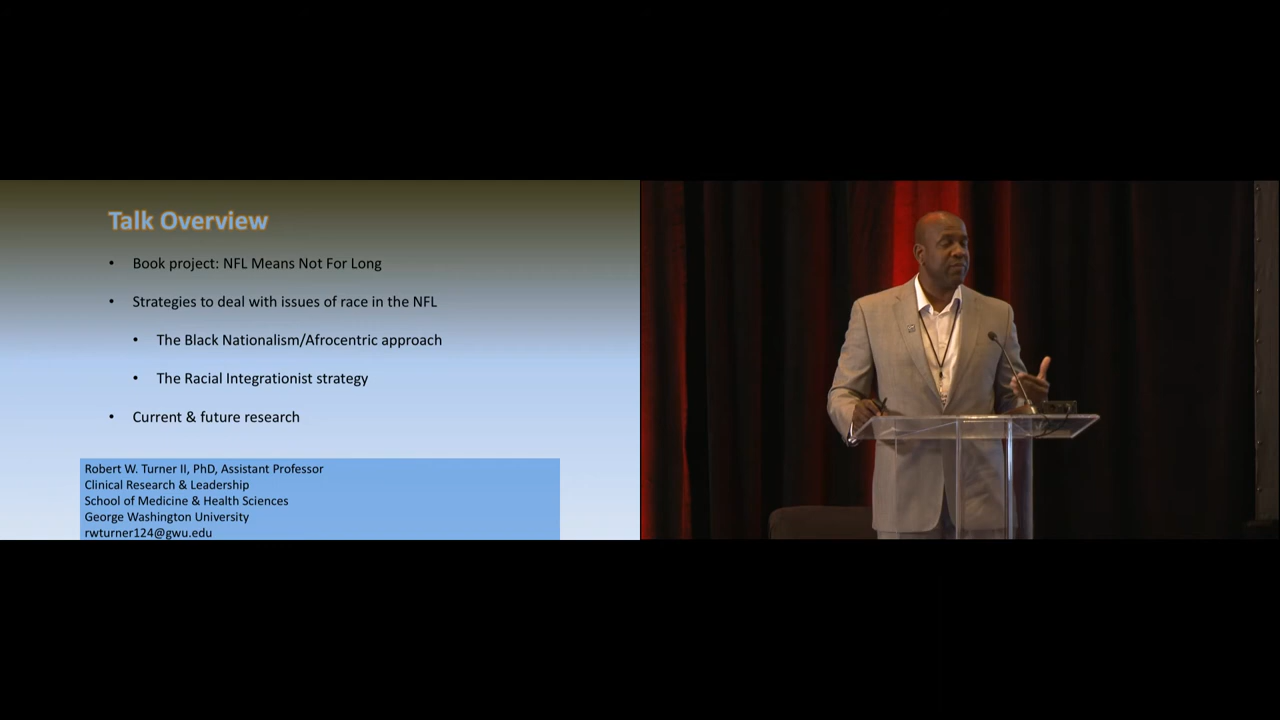 Talk Overview
• Book project: NFL Means Not For Long
• Strategies to deal with issues of race in the NFL
• The Black Nationalism/Afrocentric approach
• The Racial Integrationist strategy
• Current & future research
Robert W. Turner II, PhD, Assistant Professor
Clinical Research & Leadership
School of Medicine & Health Sciences
George Washington University
rwturner124@gwu.edu